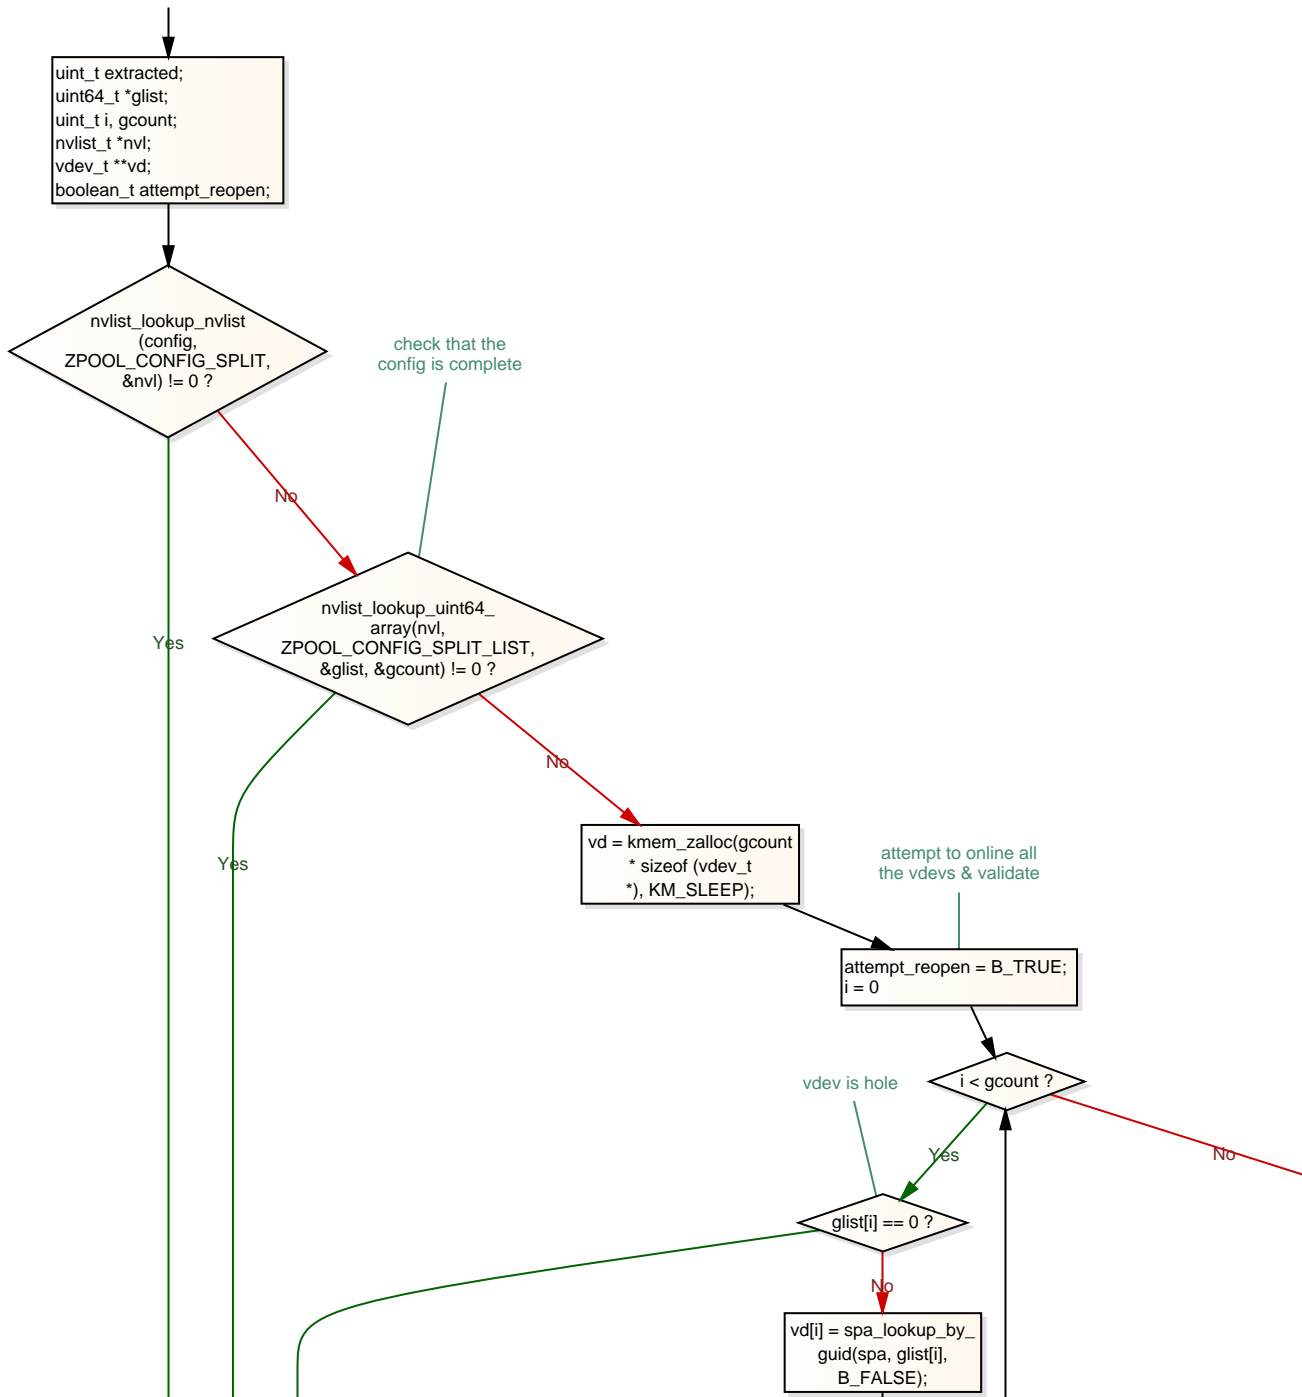 uint_t extracted;
uint64_t *glist;
uint_t i, gcount;
nvlist_t *nvl;
vdev_t **vd;
boolean_t attempt_reopen;
nvlist_lookup_nvlist
(config,
ZPOOL_CONFIG_SPLIT,
&nvl) != 0 ?
check that the
config is complete
No
Yes
nvlist_lookup_uint64_
array(nvl,
ZPOOL_CONFIG_SPLIT_LIST,
&glist, &gcount) != 0 ?
No
Yes
vd = kmem_zalloc(gcount
* sizeof (vdev_t
*), KM_SLEEP);
attempt to online all
the vdevs & validate
attempt_reopen = B_TRUE;
i = 0
i < gcount ?
vdev is hole
Yes
No
glist[i] == 0 ?
No
vd[i] = spa_lookup_by_
guid(spa, glist[i],
B_FALSE);